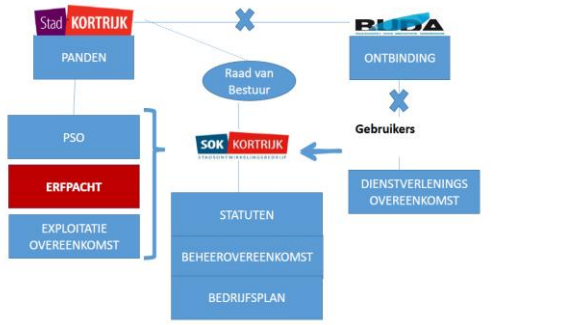 Stad KORTRIJK
BUDA
PANDEN
ONTBINDING
Raad van
Bestuur
Gebruikers
PSO
SOK KORTRIJK
STADSONTWIKKELINGSBEDRIJF
ERFPACHT
DIENSTVERLENINGS
OVEREENKOMST
EXPLOITATIE
OVEREENKOMST
STATUTEN
BEHEEROVEREENKOMST
BEDRIJFSPLAN